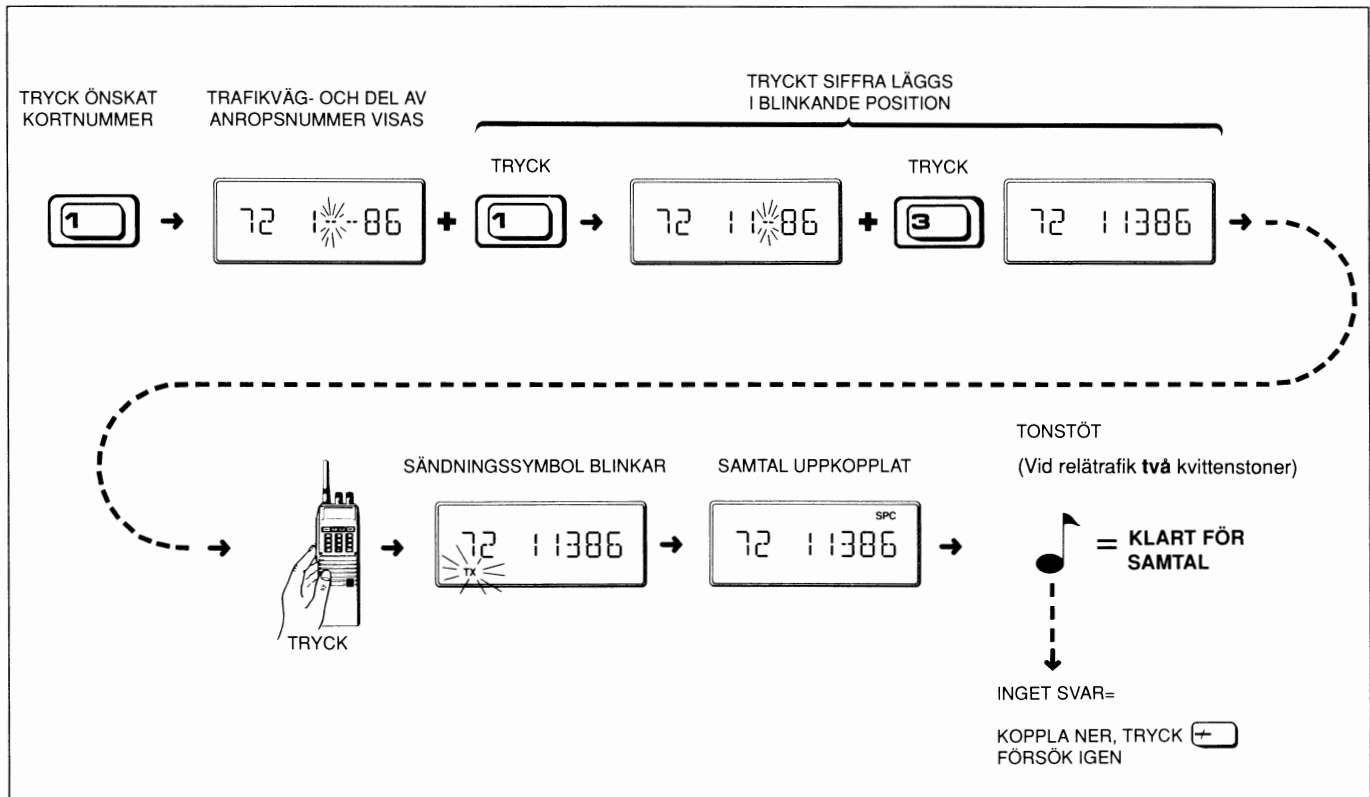 TRYCK ÖNSKAT
KORTNUMMER
TRAFIKVÄG- OCH DEL AV
ANROPSNUMMER VISAS
TRYCKT SIFFRA LÄGGS
I BLINKANDE POSITION
1
72 1--86
TRYCK
1
72 11-86
TRYCK
3
72 11386
TRYCK
SÄNDNINGSSYMBOL BLINKAR
72 11386
TX
SAMTAL UPPKOPPLAT
SPC
72 11386
TONSTÖT
(Vid relätrafik två kvittenstoner)
= KLART FÖR
SAMTAL
INGET SVAR=
KOPPLA NER, TRYCK
FÖRSÖK IGEN